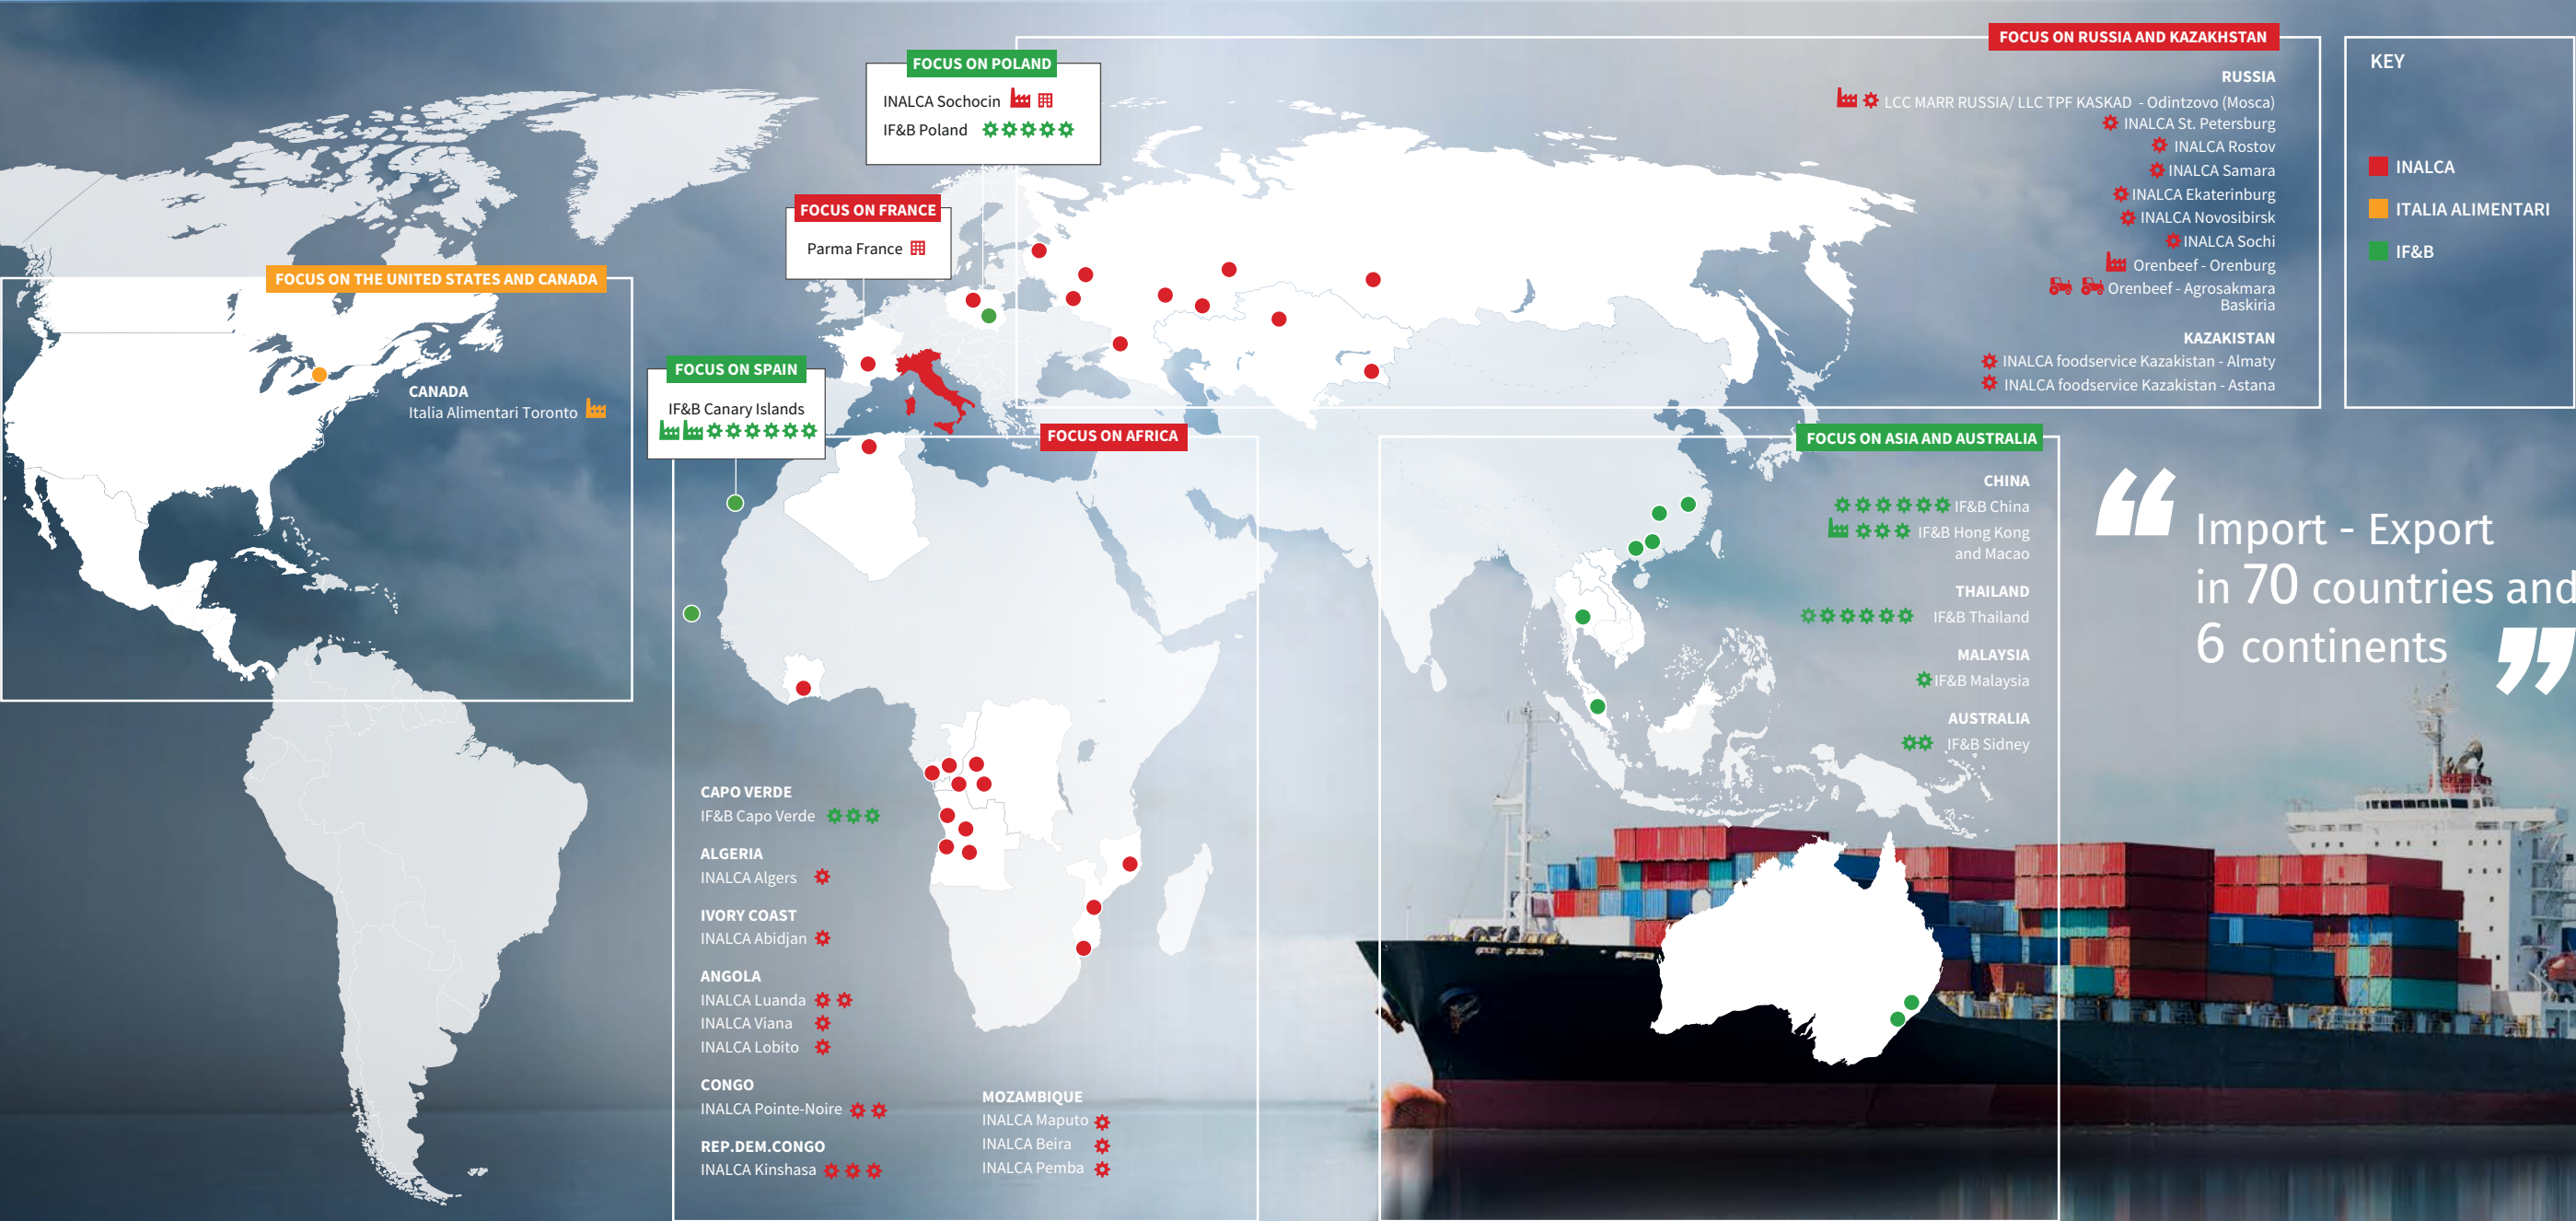 FOCUS ON RUSSIA AND KAZAKHSTAN
RUSSIA
LCC MARR RUSSIA/ LLC TPF KASKAD - Odintzovo (Mosca)
INALCA St. Petersburg
INALCA Rostov
INALCA Samara
INALCA Ekaterinburg
INALCA Novosibirsk
INALCA Sochi
Orenbeef - Orenburg
Orenbeef - Agrosakmara
Baskiria
KAZAKISTAN
INALCA foodservice Kazakistan - Almaty
INALCA foodservice Kazakistan - Astana
KEY
INALCA
ITALIA ALIMENTARI
IF&B
FOCUS ON POLAND
INALCA Sochocin
IF&B Poland
FOCUS ON FRANCE
Parma France
FOCUS ON THE UNITED STATES AND CANADA
CANADA
Italia Alimentari Toronto
FOCUS ON SPAIN
IF&B Canary Islands
FOCUS ON AFRICA
CAPO VERDE
IF&B Capo Verde
ALGERIA
INALCA Algers
IVORY COAST
INALCA Abidjan
ANGOLA
INALCA Luanda
INALCA Viana
INALCA Lobito
CONGO
INALCA Pointe-Noire
REP.DEM.CONGO
INALCA Kinshasa
MOZAMBIQUE
INALCA Maputo
INALCA Beira
INALCA Pemba
FOCUS ON ASIA AND AUSTRALIA
CHINA
IF&B China
IF&B Hong Kong
and Macao
THAILAND
IF&B Thailand
MALAYSIA
IF&B Malaysia
AUSTRALIA
IF&B Sidney
“
Import - Export
in 70 countries and
6 continents
”